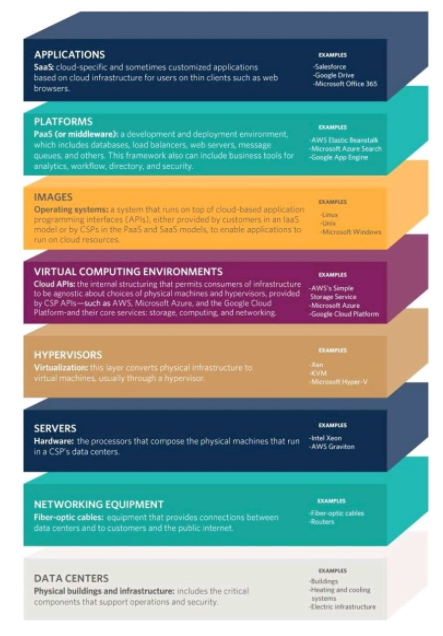 APPLICATIONS
SaaS: cloud-specific and sometimes customized applications
based on cloud infrastructure for users on thin clients such as web
browsers.
EXAMPLES
-Salesforce
-Google Drive
-Microsoft Office 365
PLATFORMS
PaaS (or middleware): a development and deployment environment,
which includes databases, load balancers, web servers, message
queues, and others. This framework also can include business tools for
analytics, workflow, directory, and security.
EXAMPLES
-AWS Elastic Beanstalk
-Microsoft Azure Search
-Google App Engine
IMAGES
Operating systems: a system that runs on top of cloud-based application
programming interfaces (APIs), either provided by customers in an IaaS
model or by CSPs in the PaaS and SaaS models, to enable applications to
run on cloud resources.
EXAMPLES
-Linux
-Unix
-Microsoft Windows
VIRTUAL COMPUTING ENVIRONMENTS
Cloud APIs: the internal structuring that permits consumers of infrastructure
to be agnostic about choices of physical machines and hypervisors, provided
by CSP APIs—such as AWS, Microsoft Azure, and the Google Cloud
Platform-and their core services: storage, computing, and networking.
EXAMPLES
-AWS's Simple
Storage Service
-Microsoft Azure
-Google Cloud Platform
HYPERVISORS
Virtualization: this layer converts physical infrastructure to
virtual machines, usually through a hypervisor.
EXAMPLES
-Xen
-KVM
-Microsoft Hyper-V
SERVERS
Hardware: the processors that compose the physical machines that run
in a CSP's data centers.
EXAMPLES
-Intel Xeon
-AWS Graviton
NETWORKING EQUIPMENT
Fiber-optic cables: equipment that provides connections between
data centers and to customers and the public internet.
EXAMPLES
-Fiber-optic cables
-Routers
DATA CENTERS
Physical buildings and infrastructure: includes the critical
components that support operations and security.
EXAMPLES
-Buildings
-Heating and cooling
systems
-Electric infrastructure